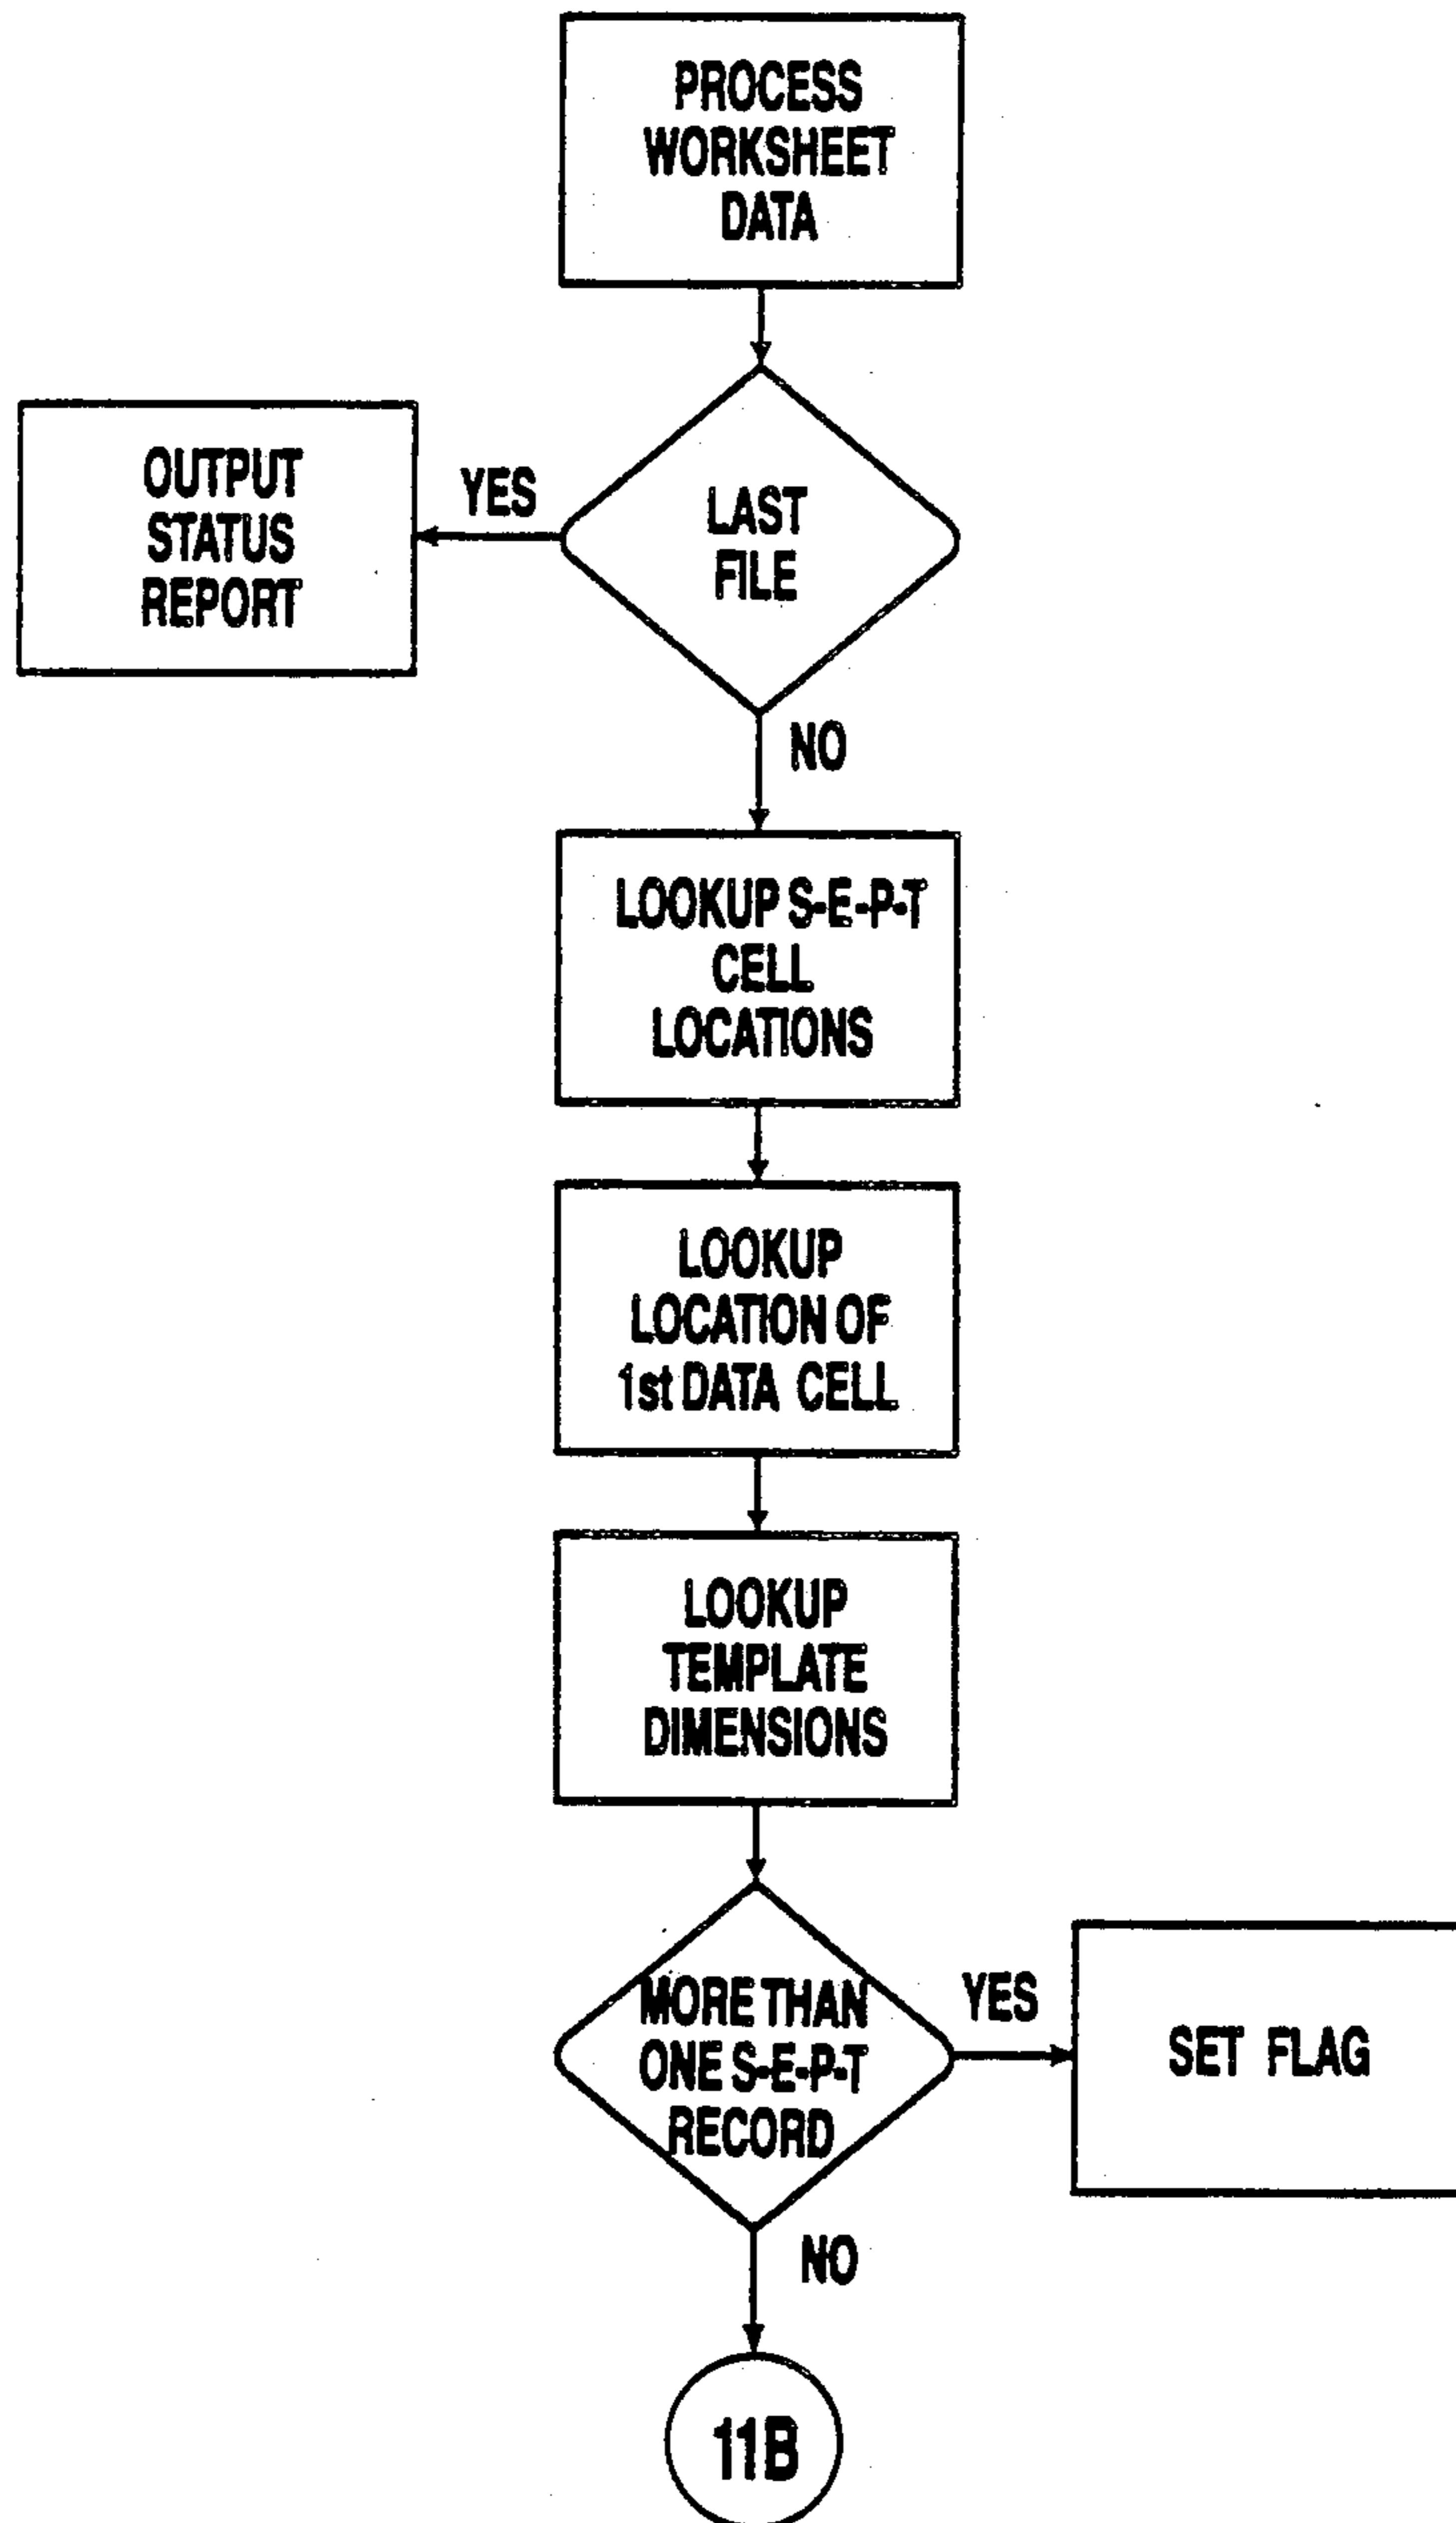 PROCESS
WORKSHEET
DATA
OUTPUT
STATUS
REPORT
YES
LAST
FILE
NO
LOOKUP S-E-P-T
CELL
LOCATIONS
LOOKUP
LOCATION OF
1st DATA CELL
LOOKUP
TEMPLATE
DIMENSIONS
MORE THAN
ONE S-E-P-T
RECORD
YES
SET FLAG
NO
11B